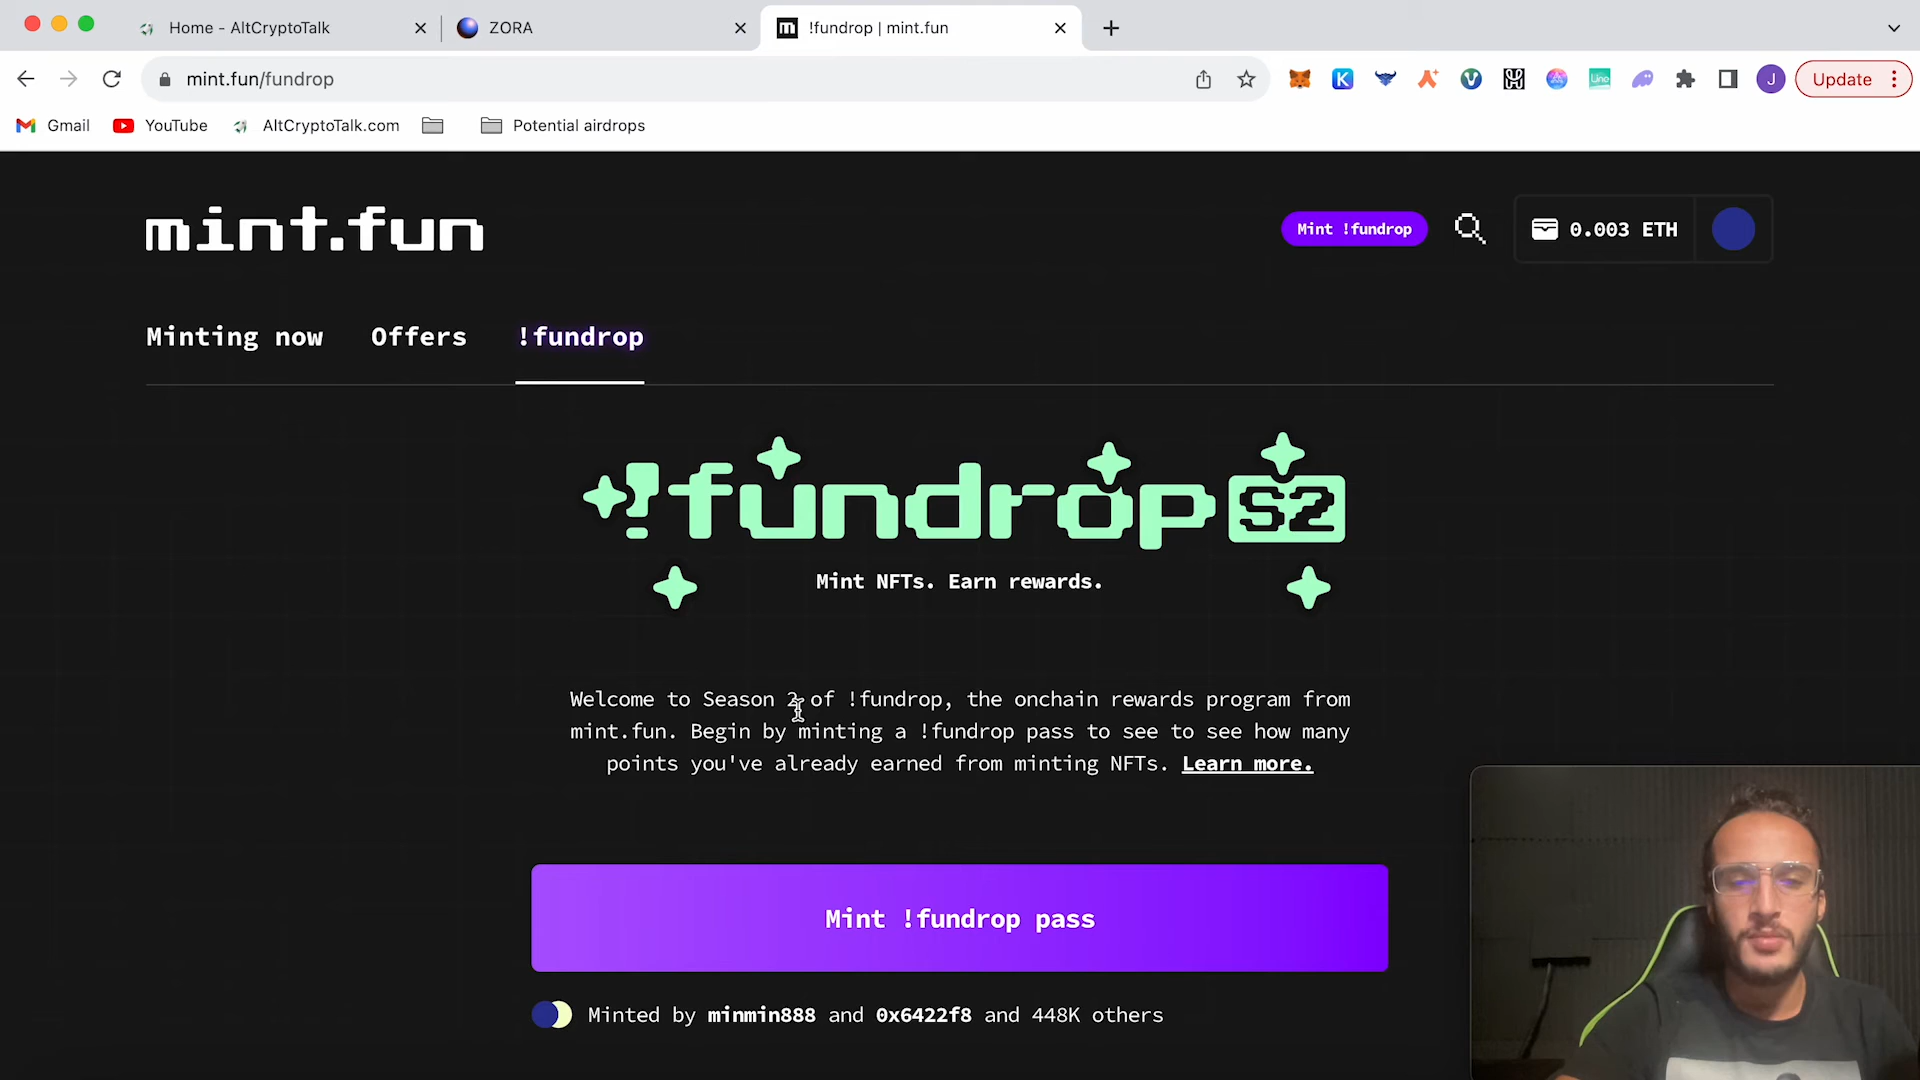 Home - AltCryptoTalk
ZORA
!fundrop | mint.fun
mint.fun/fundrop
Update
Gmail
YouTube
AltCryptoTalk.com
Potential airdrops
mint.fun
Mint !fundrop
0.003 ETH
Minting now
Offers
!fundrop
!fundrop S2
Mint NFTs. Earn rewards.
Welcome to Season 2 of !fundrop, the onchain rewards program from
mint.fun. Begin by minting a !fundrop pass to see to see how many
points you've already earned from minting NFTs. Learn more.
Mint !fundrop pass
Minted by minmin888 and 0x6422f8 and 448K others